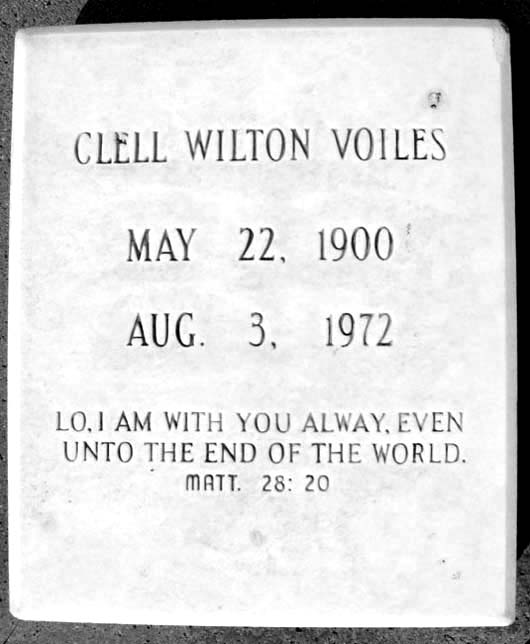 CLELL WILTON VOILES
MAY 22, 1900
AUG. 3, 1972
LO, I AM WITH YOU ALWAY, EVEN
UNTO THE END OF THE WORLD.
MATT. 28: 20